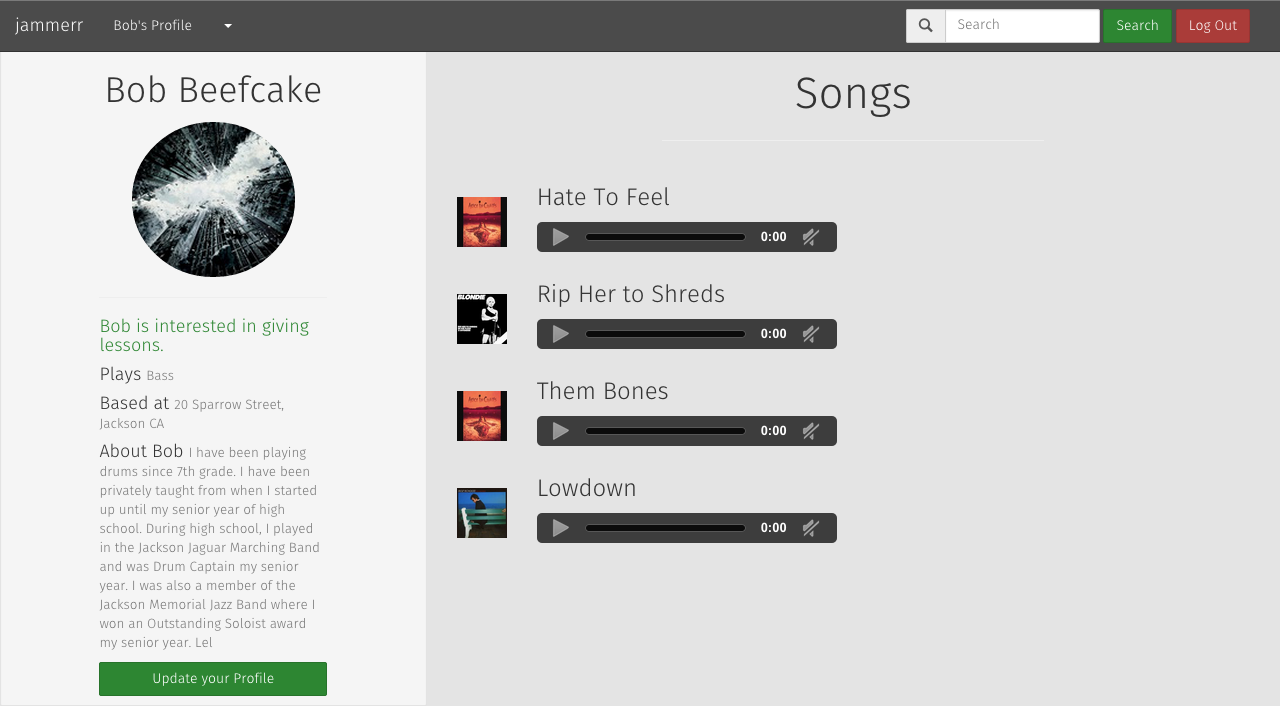 jammerr Bob's Profile Search Search Log Out
Bob Beefcake
Bob is interested in giving
lessons.
Plays Bass
Based at 20 Sparrow Street,
Jackson CA
About Bob I have been playing
drums since 7th grade. I have been
privately taught from when I started
up until my senior year of high
school. During high school, I played
in the Jackson Jaguar Marching Band
and was Drum Captain my senior
year. I was also a member of the
Jackson Memorial Jazz Band where I
won an Outstanding Soloist award
my senior year. Lel
Update your Profile
Songs
Hate To Feel
0:00
BLONDIE
Rip Her to Shreds
0:00
Them Bones
0:00
Lowdown
0:00